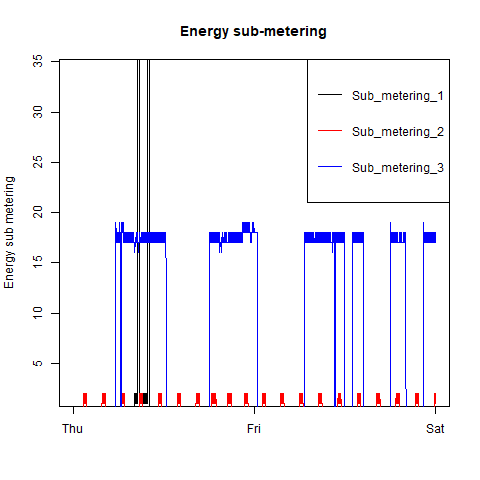 Energy sub-metering
Energy sub metering
35
30
25
20
15
10
5
Sub_metering_1
Sub_metering_2
Sub_metering_3
Thu
Fri
Sat